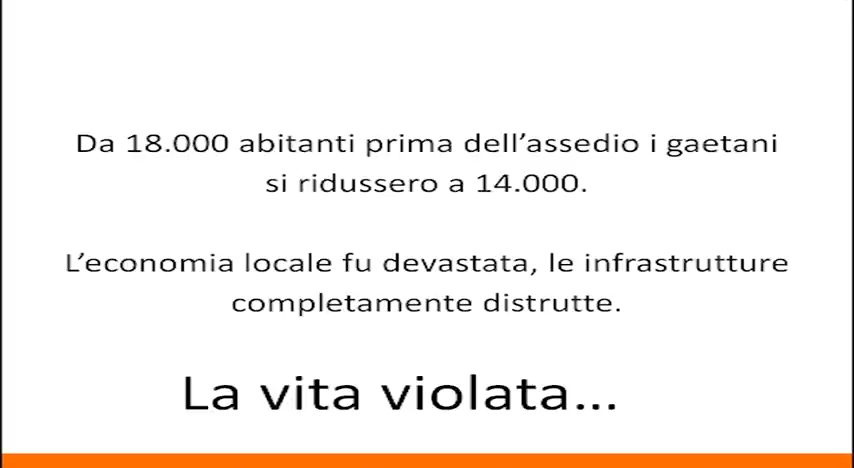 Da 18.000 abitanti prima dell’assedio i gaetani
si ridussero a 14.000.
L’economia locale fu devastata, le infrastrutture
completamente distrutte.
La vita violata...